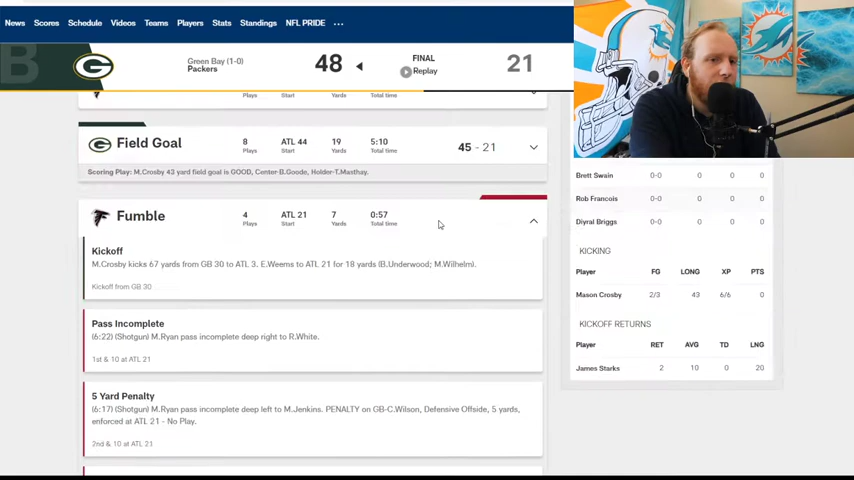 News Scores Schedule Videos Teams Players Stats Standings NFL PRIDE ...
Green Bay (1-0)
Packers
48
FINAL
Replay
21
Plays Start Yards Total time
Field Goal
8 ATL 44 19 5:10
Plays Start Yards Total time
45 - 21
Scoring Play: M.Crosby 43 yard field goal is GOOD, Center-B.Goode, Holder-T.Masthay.
Fumble
4 ATL 21 7 0:57
Plays Start Yards Total time
Kickoff
M.Crosby kicks 67 yards from GB 30 to ATL 3. E.Weems to ATL 21 for 18 yards (B.Underwood; M.Wilhelm).
Kickoff from GB 30
Pass Incomplete
(6:22) (Shotgun) M.Ryan pass incomplete deep right to R.White.
1st & 10 at ATL 21
5 Yard Penalty
(6:17) (Shotgun) M.Ryan pass incomplete deep left to M.Jenkins. PENALTY on GB-C.Wilson, Defensive Offside, 5 yards,
enforced at ATL 21 - No Play.
2nd & 10 at ATL 21
Brett Swain 0-0 0 0 0
Rob Francois 0-0 0 0 0
Diyral Briggs 0-0 0 0 0
KICKING
Player FG LONG XP PTS
Mason Crosby 2/3 43 6/6 0
KICKOFF RETURNS
Player RET AVG TD LNG
James Starks 2 10 0 20